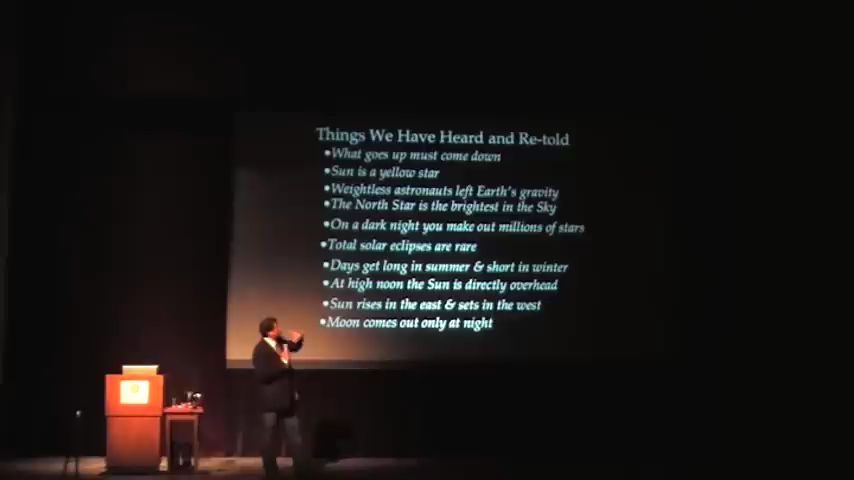 Things We Have Heard and Re-told
•What goes up must come down
•Sun is a yellow star
•Weightless astronauts left Earth's gravity
•The North Star is the brightest in the Sky
•On a dark night you make out millions of stars
•Total solar eclipses are rare
•Days get long in summer & short in winter
•At high noon the Sun is directly overhead
•Sun rises in the east & sets in the west
•Moon comes out only at night